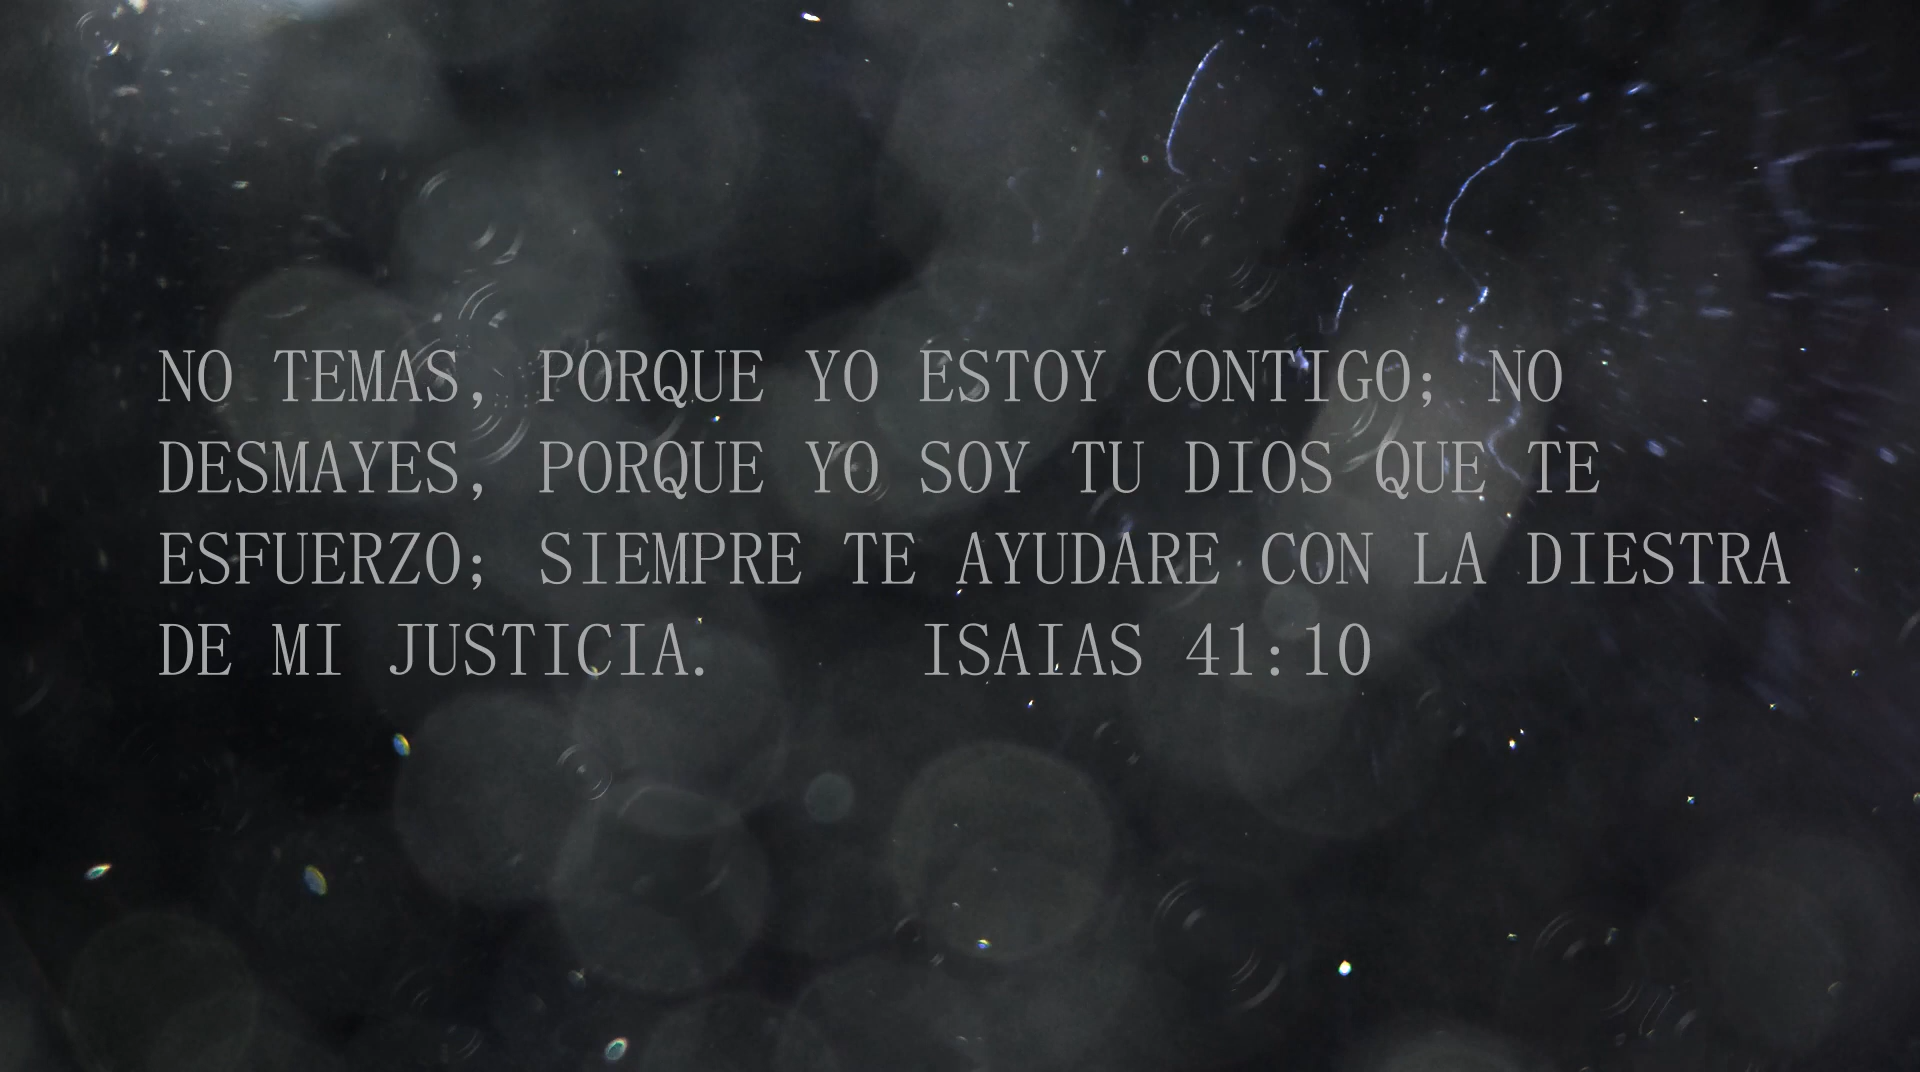 NO TEMAS, PORQUE YO ESTOY CONTIGO; NO
DESMAYES, PORQUE YO SOY TU DIOS QUE TE
ESFUERZO; SIEMPRE TE AYUDARE CON LA DIESTRA
DE MI JUSTICIA. ISAIAS 41:10